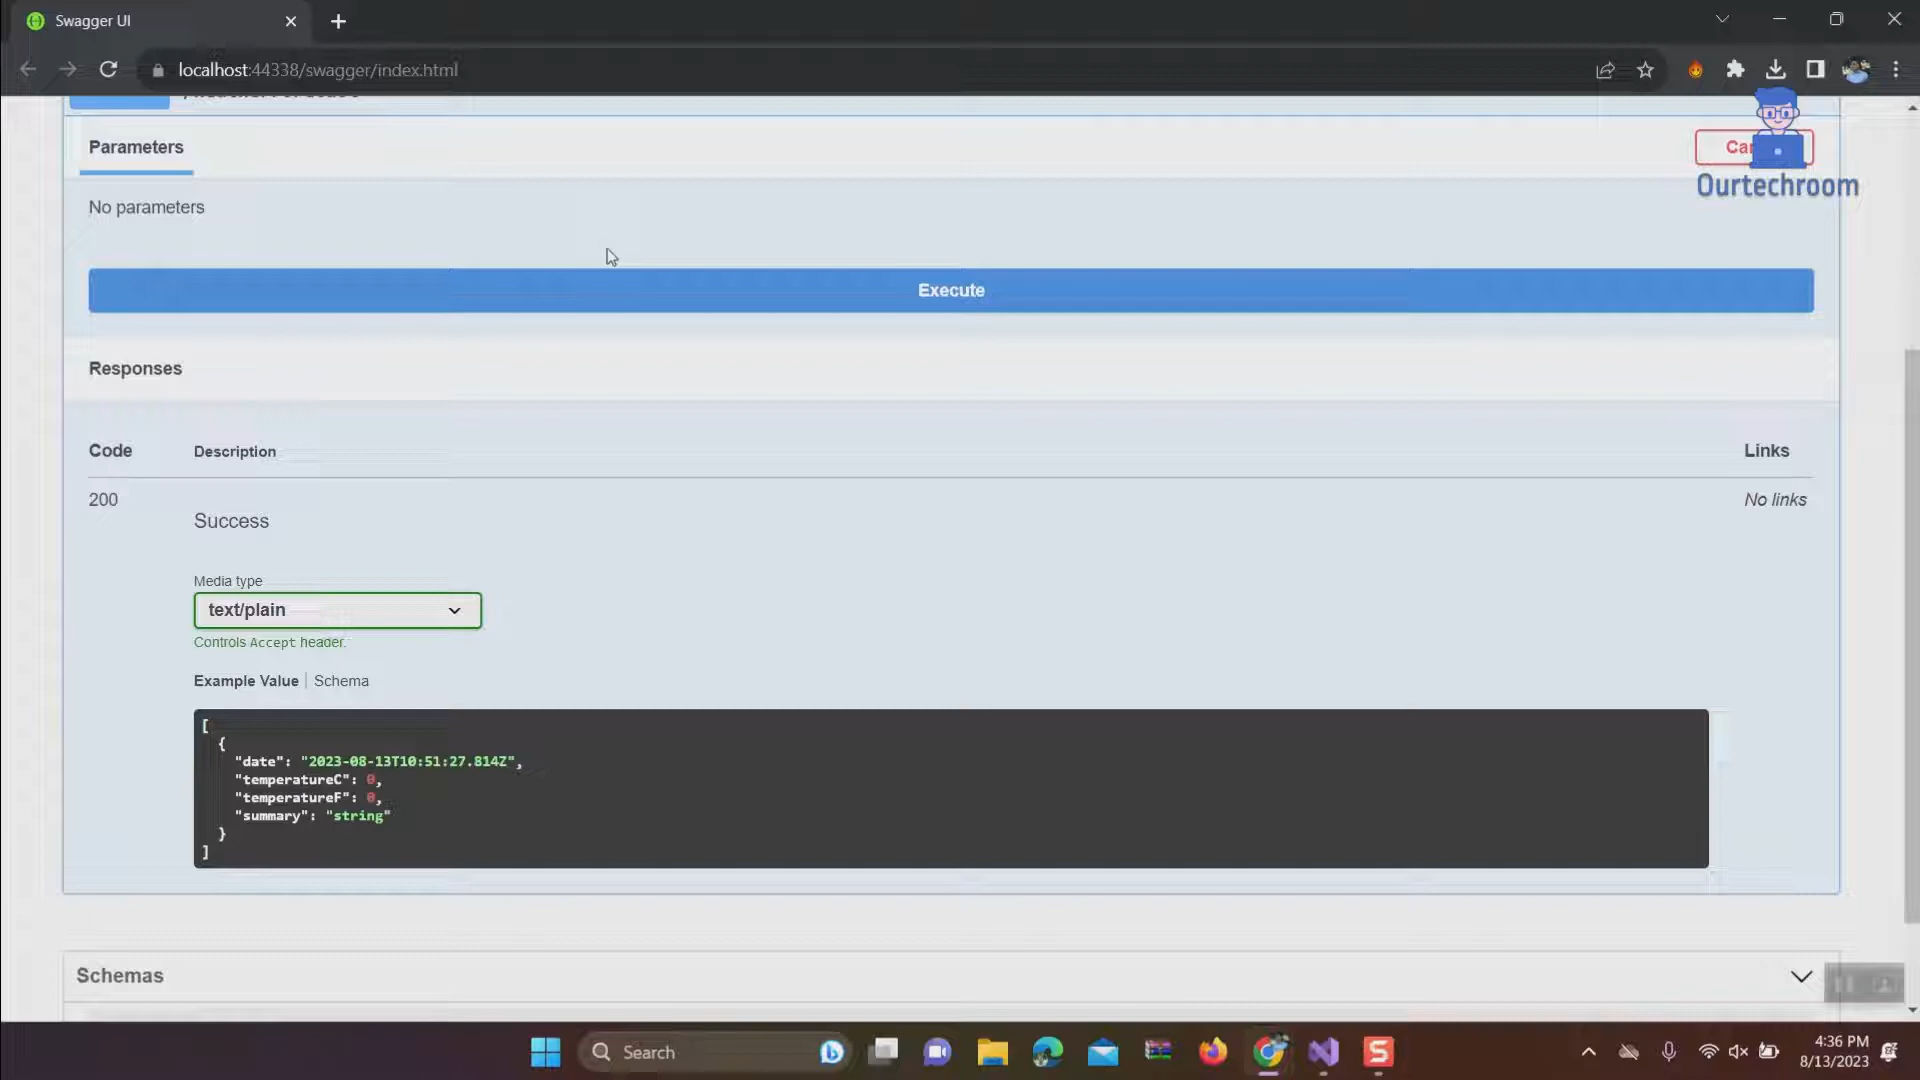 Swagger UI
localhost:44338/swagger/index.html
Parameters
Ourtechroom
No parameters
Execute
Responses
Code Description Links
200 Success No links
Media type
text/plain
Controls Accept header.
Example Value | Schema
[
{
"date": "2023-08-13T10:51:27.814Z",
"temperatureC": 0,
"temperatureF": 0,
"summary": "string"
}
]
Schemas
Search
4:36 PM
8/13/2023